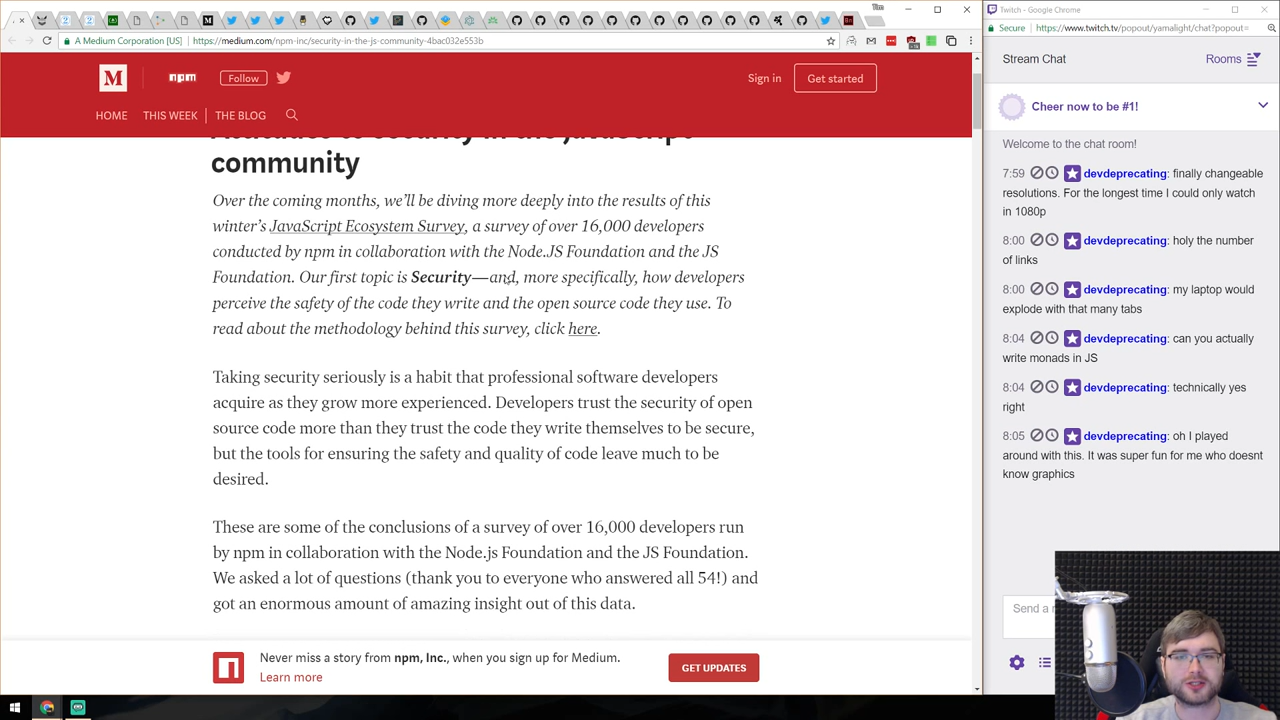 Tim
Twitch - Google Chrome
A Medium Corporation [US]
https://medium.com/npm-inc/security-in-the-js-community-4bac032e553b
Secure
https://www.twitch.tv/popout/yamalight/chat?popout=
M
npm
Follow
Sign in
Get started
HOME
THIS WEEK
THE BLOG
Attitudes to security in the JavaScript
community
Over the coming months, we’ll be diving more deeply into the results of this
winter’s JavaScript Ecosystem Survey, a survey of over 16,000 developers
conducted by npm in collaboration with the Node.JS Foundation and the JS
Foundation. Our first topic is Security—and, more specifically, how developers
perceive the safety of the code they write and the open source code they use. To
read about the methodology behind this survey, click here.
Taking security seriously is a habit that professional software developers
acquire as they grow more experienced. Developers trust the security of open
source code more than they trust the code they write themselves to be secure,
but the tools for ensuring the safety and quality of code leave much to be
desired.
These are some of the conclusions of a survey of over 16,000 developers run
by npm in collaboration with the Node.js Foundation and the JS Foundation.
We asked a lot of questions (thank you to everyone who answered all 54!) and
got an enormous amount of amazing insight out of this data.
Never miss a story from npm, Inc., when you sign up for Medium.
Learn more
GET UPDATES
Stream Chat
Rooms
Cheer now to be #1!
Welcome to the chat room!
7:59 devdeprecating: finally changeable
resolutions. For the longest time I could only watch
in 1080p
8:00 devdeprecating: holy the number
of links
8:00 devdeprecating: my laptop would
explode with that many tabs
8:04 devdeprecating: can you actually
write monads in JS
8:04 devdeprecating: technically yes
right
8:05 devdeprecating: oh I played
around with this. It was super fun for me who doesnt
know graphics
Send a